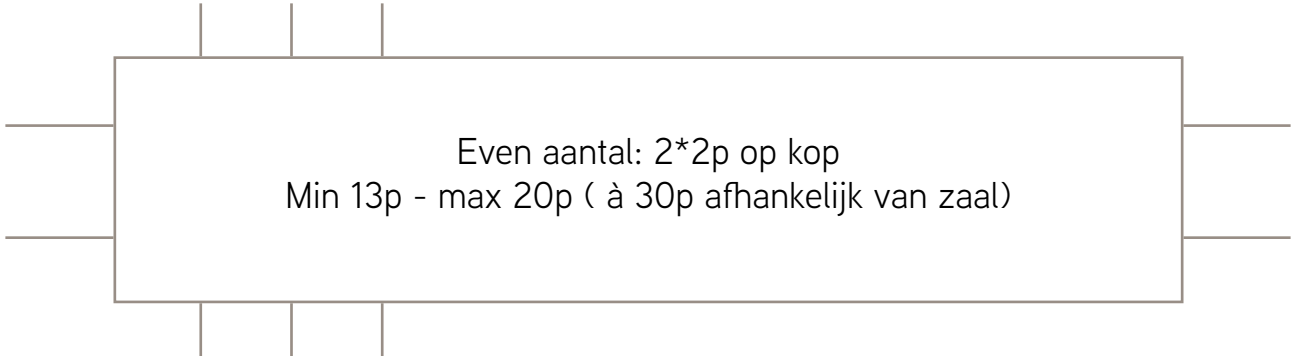 Even aantal: 2*2p op kop
Min 13p - max 20p ( à 30p afhankelijk van zaal)